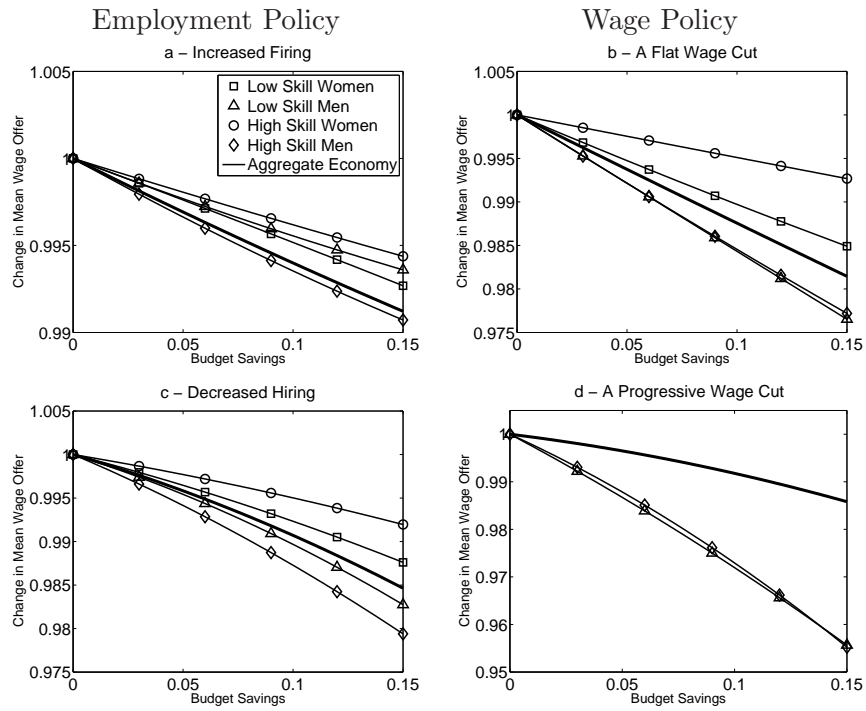 Employment Policy
Wage Policy
a – Increased Firing
Change in Mean Wage Offer
1.005
1
0.995
0.99
0 0.05 0.1 0.15
Budget Savings
Low Skill Women
Low Skill Men
High Skill Women
High Skill Men
Aggregate Economy
b – A Flat Wage Cut
Change in Mean Wage Offer
1.005
1
0.995
0.99
0.985
0.98
0.975
0 0.05 0.1 0.15
Budget Savings
c – Decreased Hiring
Change in Mean Wage Offer
1.005
1
0.995
0.99
0.985
0.98
0.975
0 0.05 0.1 0.15
Budget Savings
d – A Progressive Wage Cut
Change in Mean Wage Offer
1
0.99
0.98
0.97
0.96
0.95
0 0.05 0.1 0.15
Budget Savings